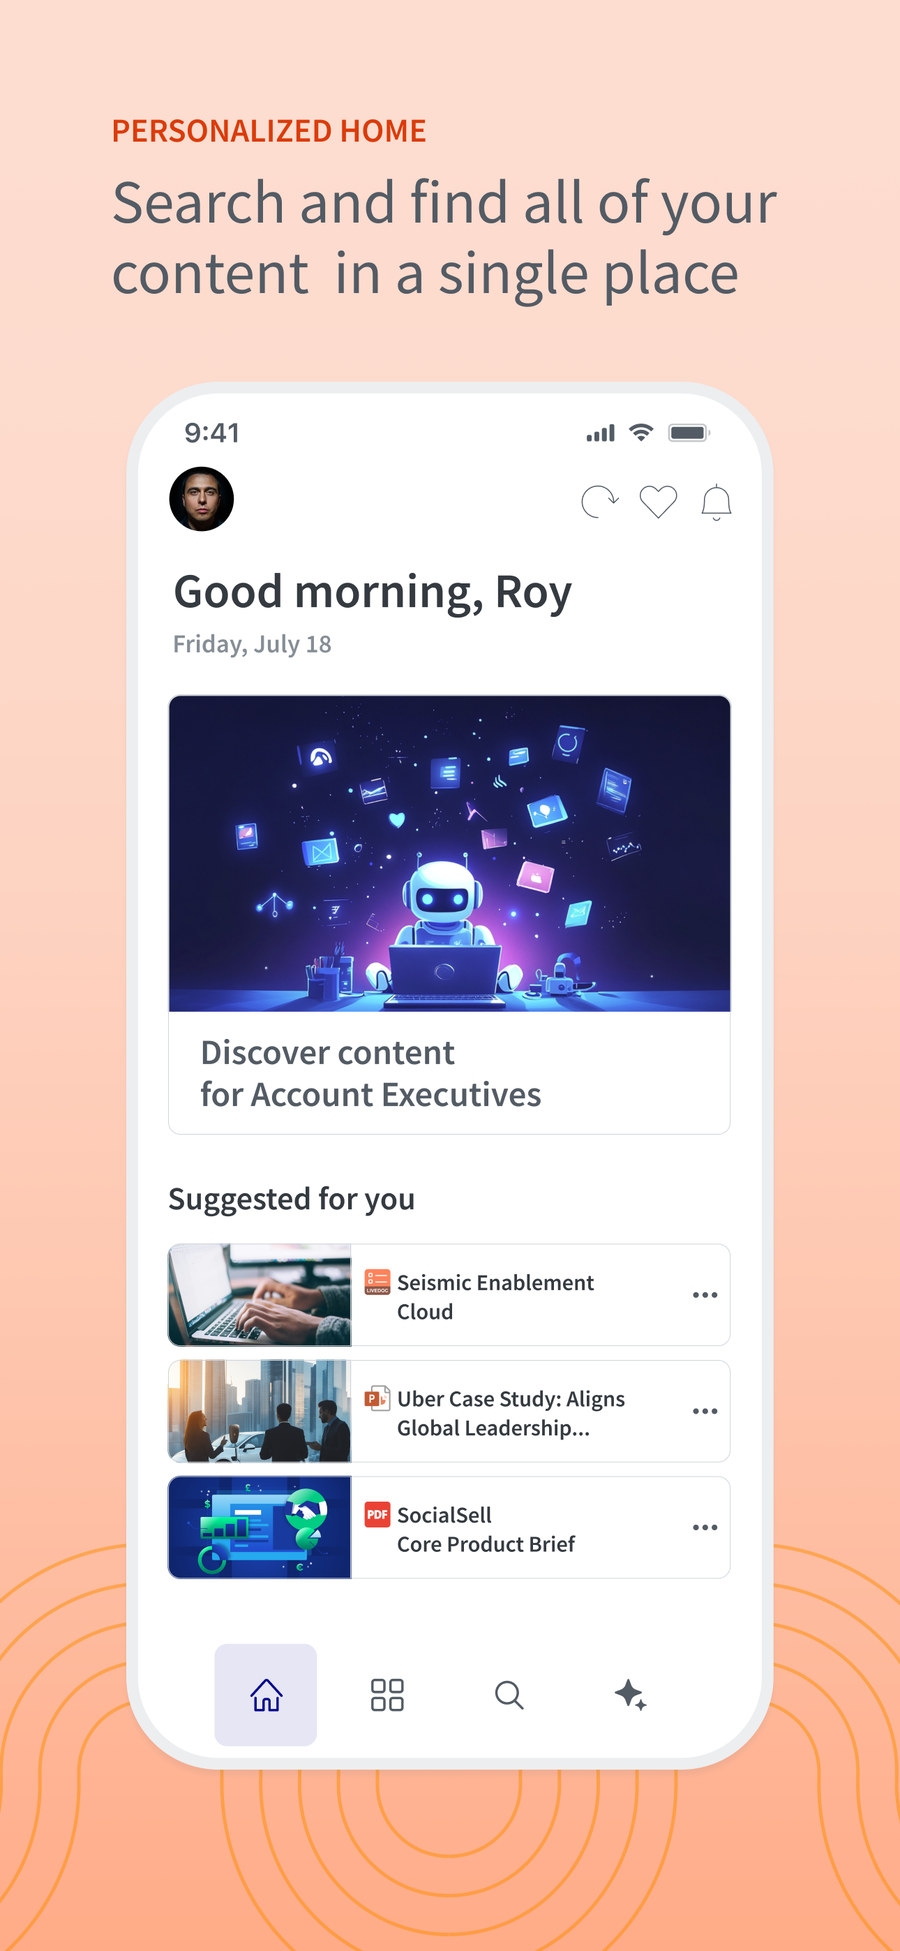 PERSONALIZED HOME
Search and find all of your
content in a single place
9:41
Good morning, Roy
Friday, July 18
Discover content
for Account Executives
Suggested for you
LIVEDOC
Seismic Enablement
Cloud
P
Uber Case Study: Aligns
Global Leadership...
PDF
SocialSell
Core Product Brief